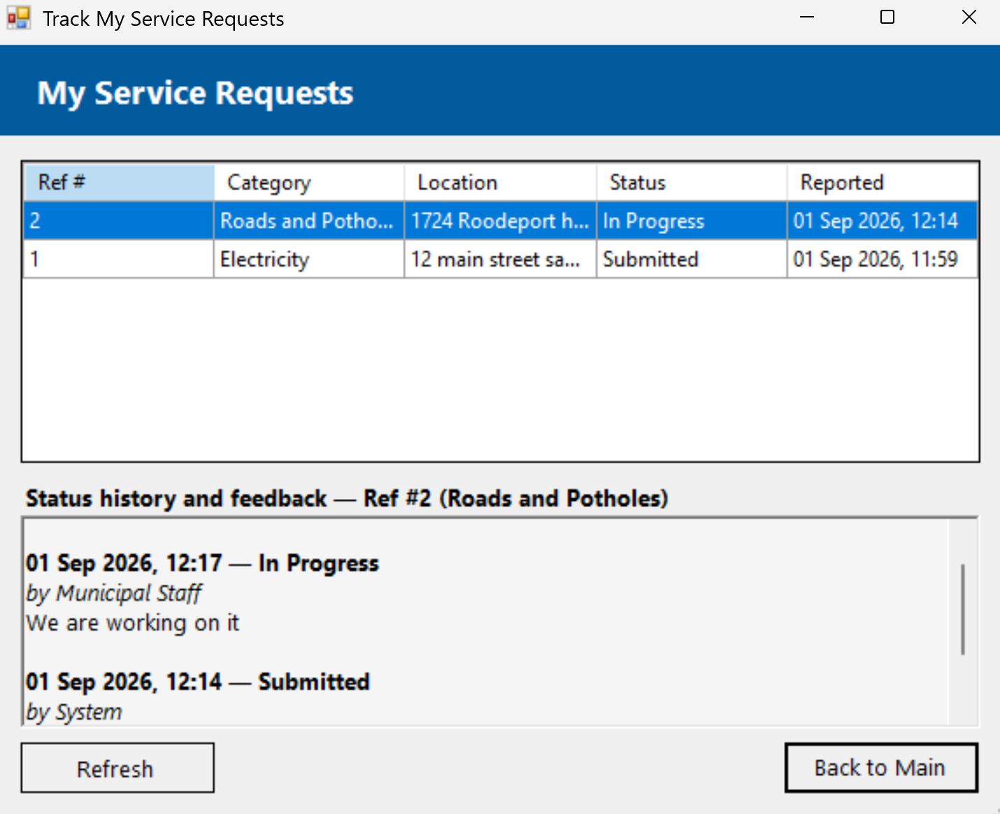 Track My Service Requests
My Service Requests
Ref # Category Location Status Reported
2 Roads and Potho... 1724 Roodeport h... In Progress 01 Sep 2026, 12:14
1 Electricity 12 main street sa... Submitted 01 Sep 2026, 11:59
Status history and feedback — Ref #2 (Roads and Potholes)
01 Sep 2026, 12:17 — In Progress
by Municipal Staff
We are working on it
01 Sep 2026, 12:14 — Submitted
by System
Refresh Back to Main